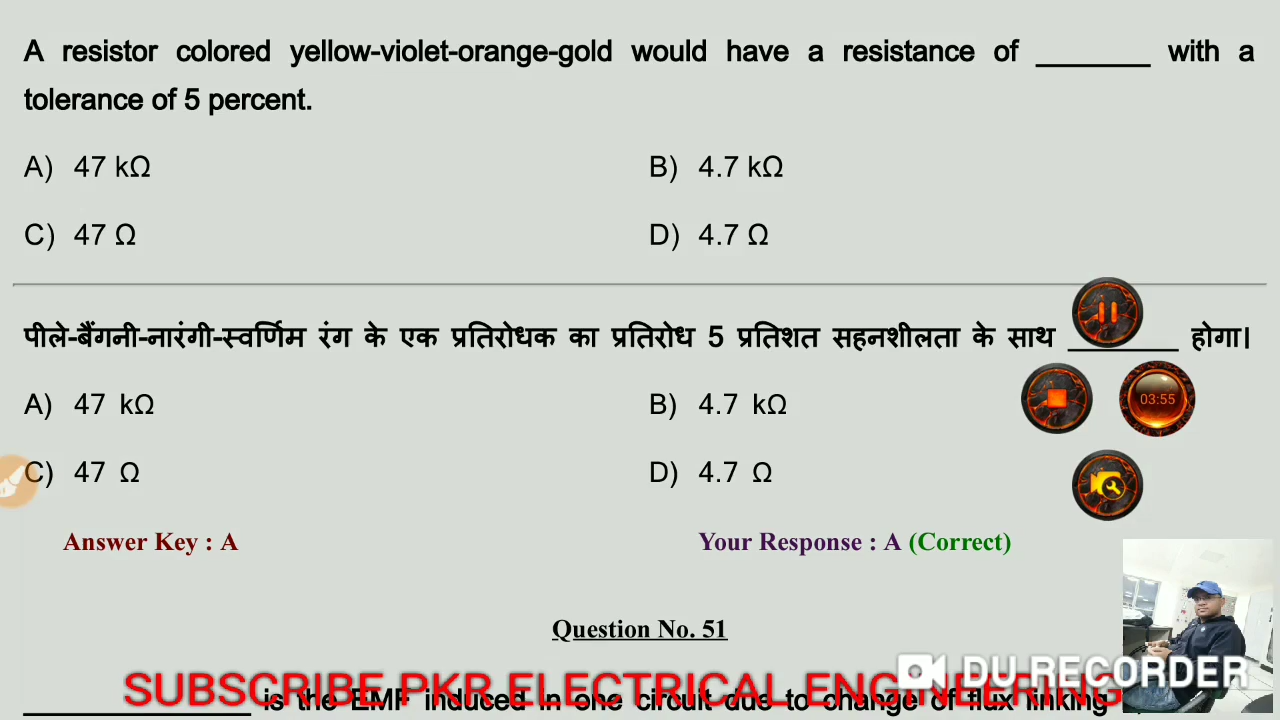 A resistor colored yellow-violet-orange-gold would have a resistance of _______ with a
tolerance of 5 percent.
A) 47 kΩ B) 4.7 kΩ
C) 47 Ω D) 4.7 Ω
पीले-बैंगनी-नारंगी-स्वर्णिम रंग के एक प्रतिरोधक का प्रतिरोध 5 प्रतिशत सहनशीलता के साथ _______ होगा।
A) 47 kΩ B) 4.7 kΩ
03:55
C) 47 Ω D) 4.7 Ω
Answer Key : A Your Response : A (Correct)
Question No. 51
DU RECORDER
SUBSCRIBE PKR ELECTRICAL ENGINEERING
______________ is the EMF induced in one circuit due to change of flux linking